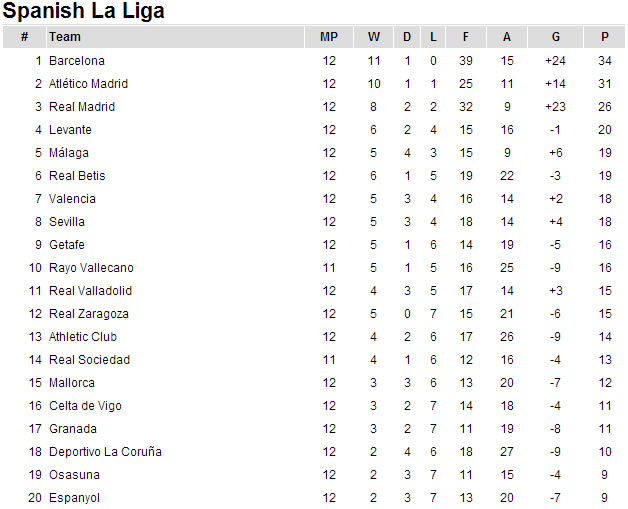 Spanish La Liga
# Team MP W D L F A G P
1 Barcelona 12 11 1 0 39 15 +24 34
2 Atlético Madrid 12 10 1 1 25 11 +14 31
3 Real Madrid 12 8 2 2 32 9 +23 26
4 Levante 12 6 2 4 15 16 -1 20
5 Málaga 12 5 4 3 15 9 +6 19
6 Real Betis 12 6 1 5 19 22 -3 19
7 Valencia 12 5 3 4 16 14 +2 18
8 Sevilla 12 5 3 4 18 14 +4 18
9 Getafe 12 5 1 6 14 19 -5 16
10 Rayo Vallecano 11 5 1 5 16 25 -9 16
11 Real Valladolid 12 4 3 5 17 14 +3 15
12 Real Zaragoza 12 5 0 7 15 21 -6 15
13 Athletic Club 12 4 2 6 17 26 -9 14
14 Real Sociedad 11 4 1 6 12 16 -4 13
15 Mallorca 12 3 3 6 13 20 -7 12
16 Celta de Vigo 12 3 2 7 14 18 -4 11
17 Granada 12 3 2 7 11 19 -8 11
18 Deportivo La Coruña 12 2 4 6 18 27 -9 10
19 Osasuna 12 2 3 7 11 15 -4 9
20 Espanyol 12 2 3 7 13 20 -7 9